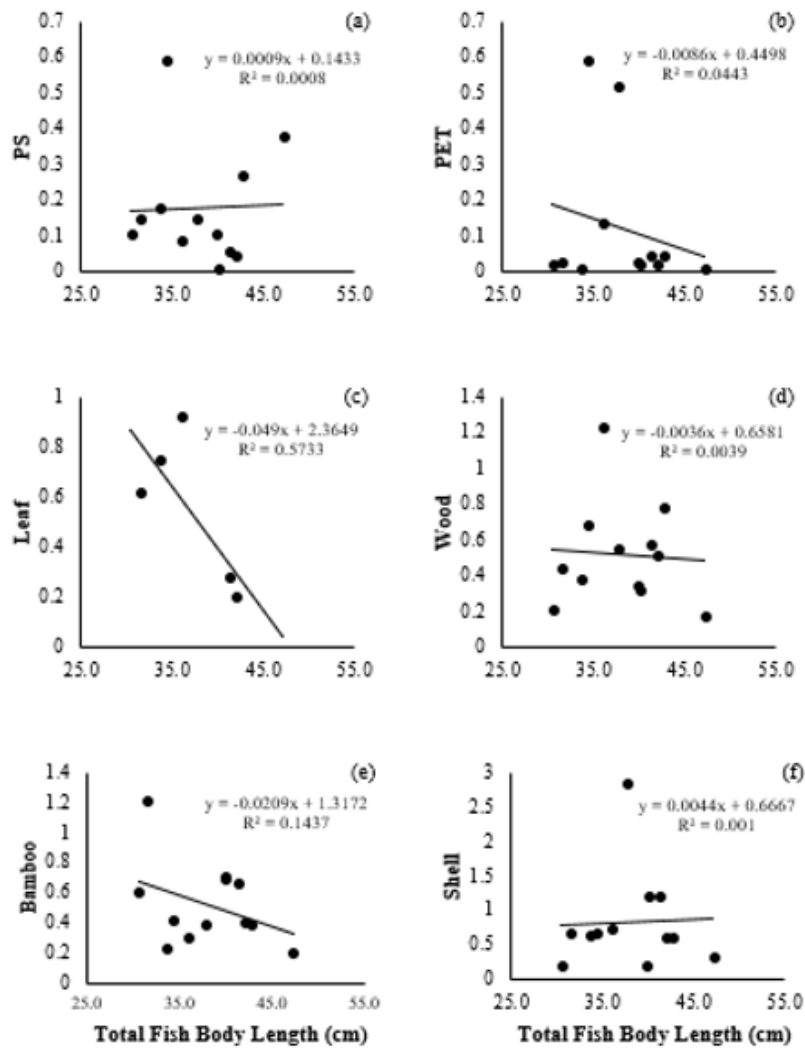 (a)
y = 0.0009x + 0.1433
R² = 0.0008
PS
0.7
0.6
0.5
0.4
0.3
0.2
0.1
0
25.0 35.0 45.0 55.0
(b)
y = -0.0086x + 0.4498
R² = 0.0443
PET
0.7
0.6
0.5
0.4
0.3
0.2
0.1
0
25.0 35.0 45.0 55.0
(c)
y = -0.049x + 2.3649
R² = 0.5733
Leaf
1
0.8
0.6
0.4
0.2
0
25.0 35.0 45.0 55.0
(d)
y = -0.0036x + 0.6581
R² = 0.0039
Wood
1.4
1.2
1
0.8
0.6
0.4
0.2
0
25.0 35.0 45.0 55.0
(e)
y = -0.0209x + 1.3172
R² = 0.1437
Bamboo
1.4
1.2
1
0.8
0.6
0.4
0.2
0
25.0 35.0 45.0 55.0
Total Fish Body Length (cm)
(f)
y = 0.0044x + 0.6667
R² = 0.001
Shell
3
2.5
2
1.5
1
0.5
0
25.0 35.0 45.0 55.0
Total Fish Body Length (cm)